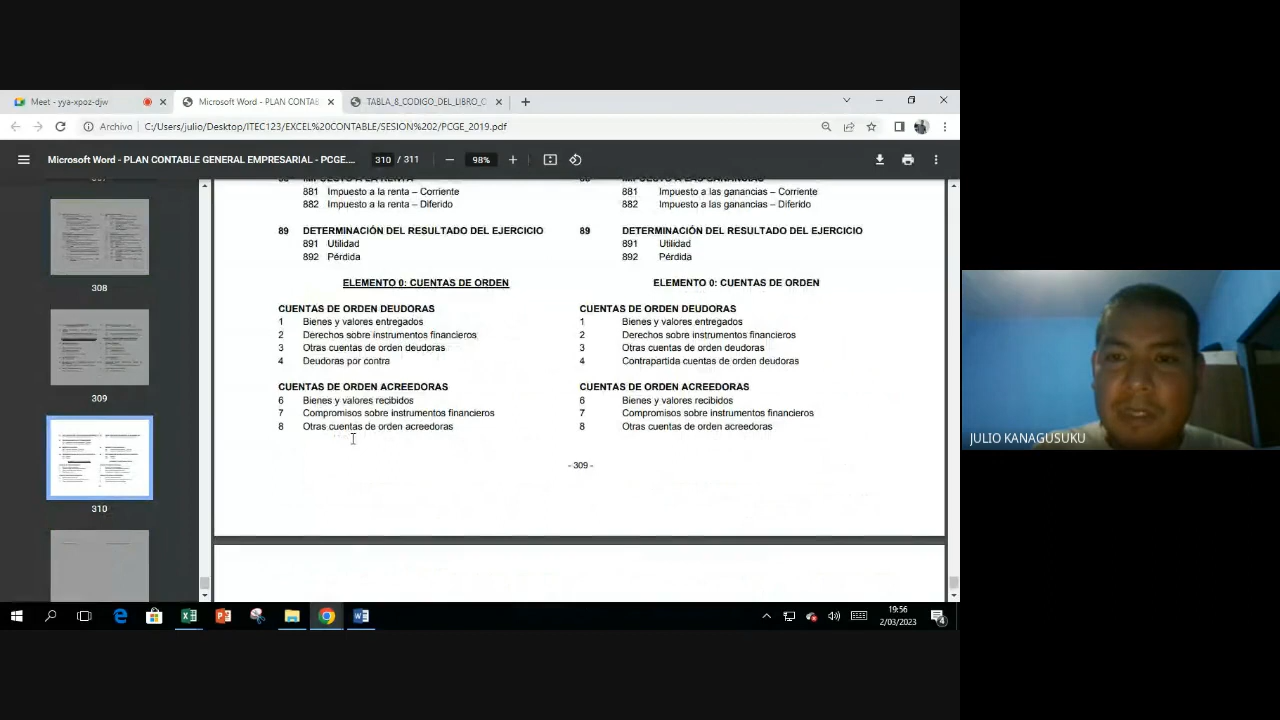 Meet - yya-xpoz-djw
Microsoft Word - PLAN CONTAB
TABLA_8_CODIGO_DEL_LIBRO_C
Archivo
C:/Users/julio/Desktop/ITEC123/EXCEL%20CONTABLE/SESION%202/PCGE_2019.pdf
Microsoft Word - PLAN CONTABLE GENERAL EMPRESARIAL - PCGE....
310 / 311
98%
308
309
310
881 Impuesto a la renta – Corriente
882 Impuesto a la renta – Diferido
89 DETERMINACIÓN DEL RESULTADO DEL EJERCICIO
891 Utilidad
892 Pérdida
ELEMENTO 0: CUENTAS DE ORDEN
CUENTAS DE ORDEN DEUDORAS
1 Bienes y valores entregados
2 Derechos sobre instrumentos financieros
3 Otras cuentas de orden deudoras
4 Deudoras por contra
CUENTAS DE ORDEN ACREEDORAS
6 Bienes y valores recibidos
7 Compromisos sobre instrumentos financieros
8 Otras cuentas de orden acreedoras
881 Impuesto a las ganancias – Corriente
882 Impuesto a las ganancias – Diferido
89 DETERMINACIÓN DEL RESULTADO DEL EJERCICIO
891 Utilidad
892 Pérdida
ELEMENTO 0: CUENTAS DE ORDEN
CUENTAS DE ORDEN DEUDORAS
1 Bienes y valores entregados
2 Derechos sobre instrumentos financieros
3 Otras cuentas de orden deudoras
4 Contrapartida cuentas de orden deudoras
CUENTAS DE ORDEN ACREEDORAS
6 Bienes y valores recibidos
7 Compromisos sobre instrumentos financieros
8 Otras cuentas de orden acreedoras
- 309 -
JULIO KANAGUSUKU
19:56
2/03/2023
4